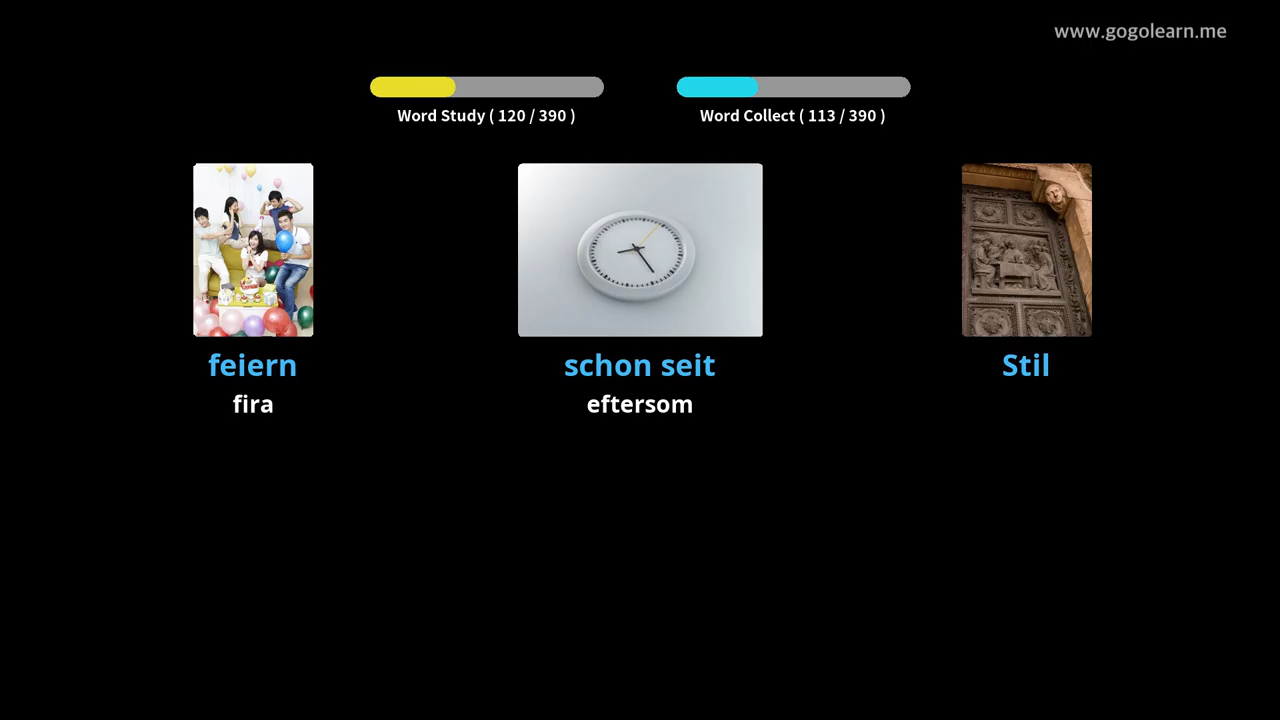 www.gogolearn.me
Word Study ( 120 / 390 )
Word Collect ( 113 / 390 )
feiern
fira
schon seit
eftersom
Stil